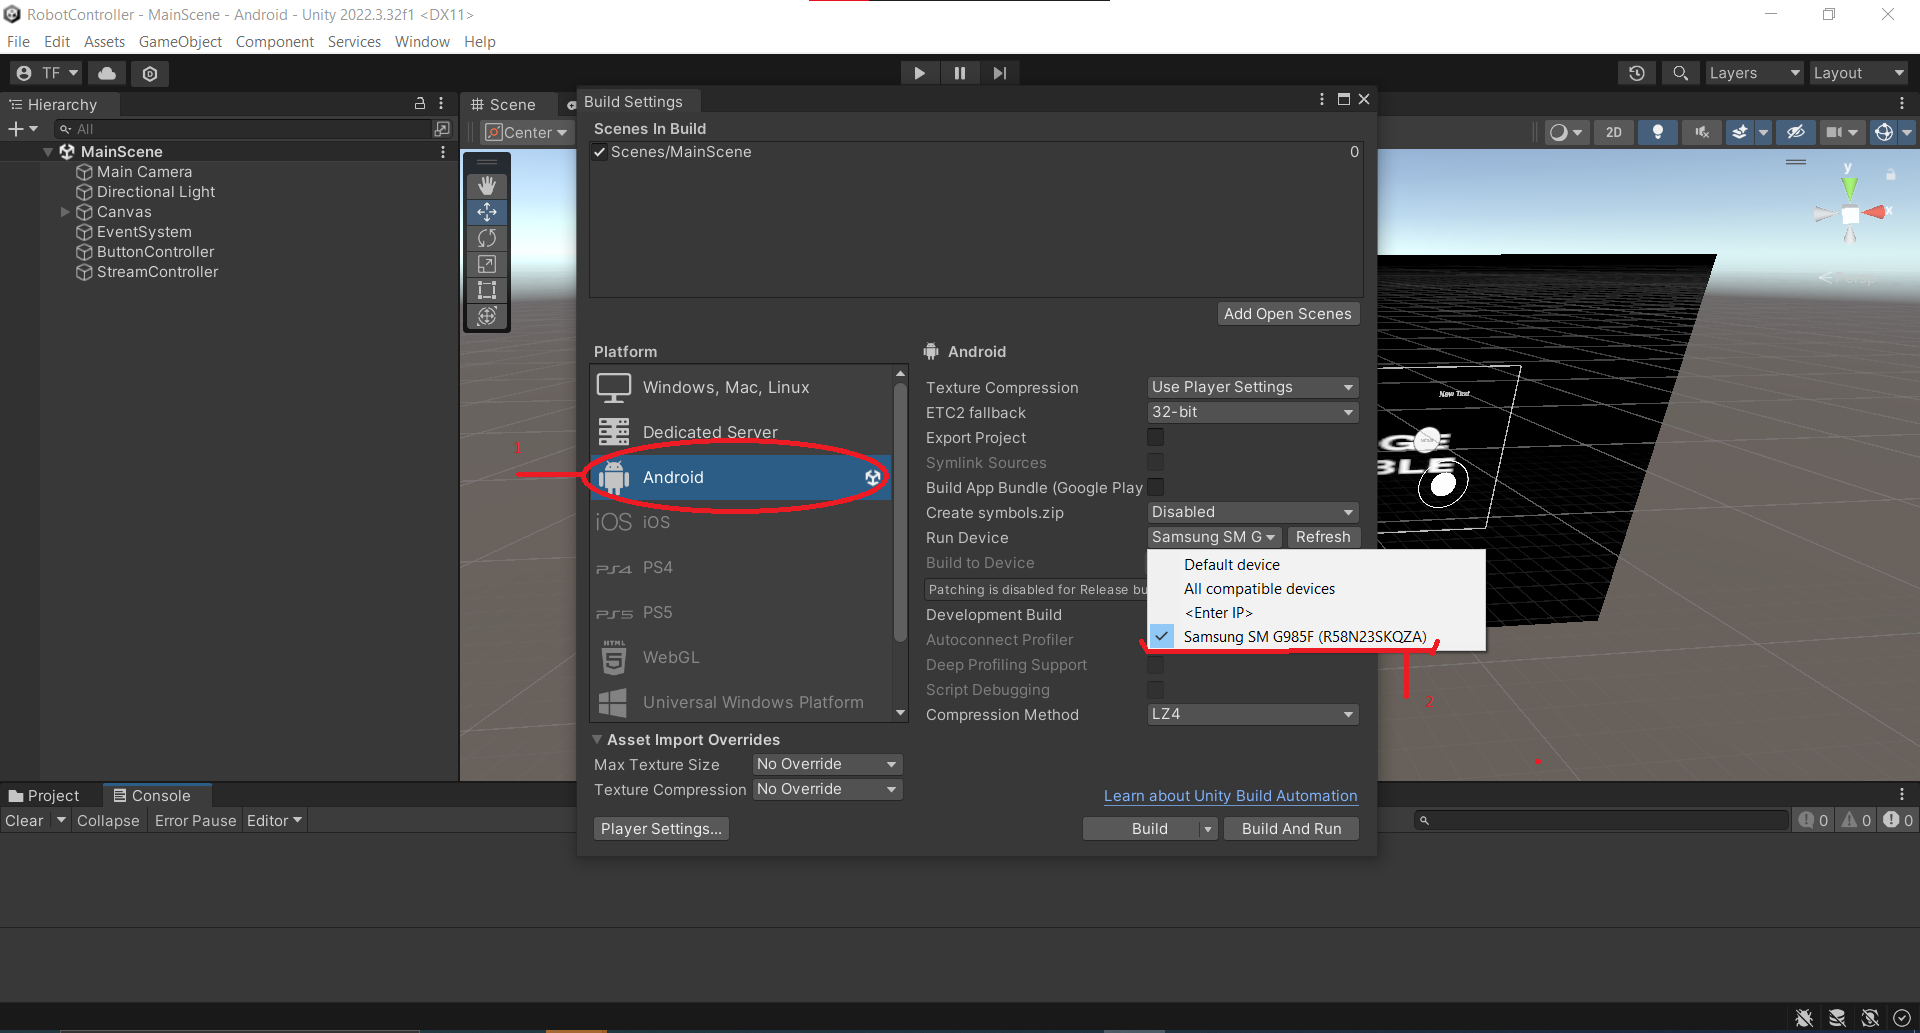 RobotController - MainScene - Android - Unity 2022.3.32f1 <DX11>
File Edit Assets GameObject Component Services Window Help
TF
Layers
Layout
Hierarchy
All
MainScene
Main Camera
Directional Light
Canvas
EventSystem
ButtonController
StreamController
Scene
Center
2D
y
x
Persp
New Text
Build Settings
Scenes In Build
Scenes/MainScene 0
Add Open Scenes
Platform
Windows, Mac, Linux
Dedicated Server
1
Android
iOS iOS
PS4 PS4
PS5 PS5
HTML
WebGL
Universal Windows Platform
Android
Texture Compression Use Player Settings
ETC2 fallback 32-bit
Export Project
Symlink Sources
Build App Bundle (Google Play
Create symbols.zip Disabled
Run Device Samsung SM G Refresh
Build to Device
Patching is disabled for Release bu
Development Build
Autoconnect Profiler
Deep Profiling Support
Script Debugging
Compression Method LZ4
Default device
All compatible devices
<Enter IP>
Samsung SM G985F (R58N23SKQZA)
2
Asset Import Overrides
Max Texture Size No Override
Texture Compression No Override
Player Settings...
Learn about Unity Build Automation
Build
Build And Run
Project
Console
Clear Collapse Error Pause Editor
0 0 0